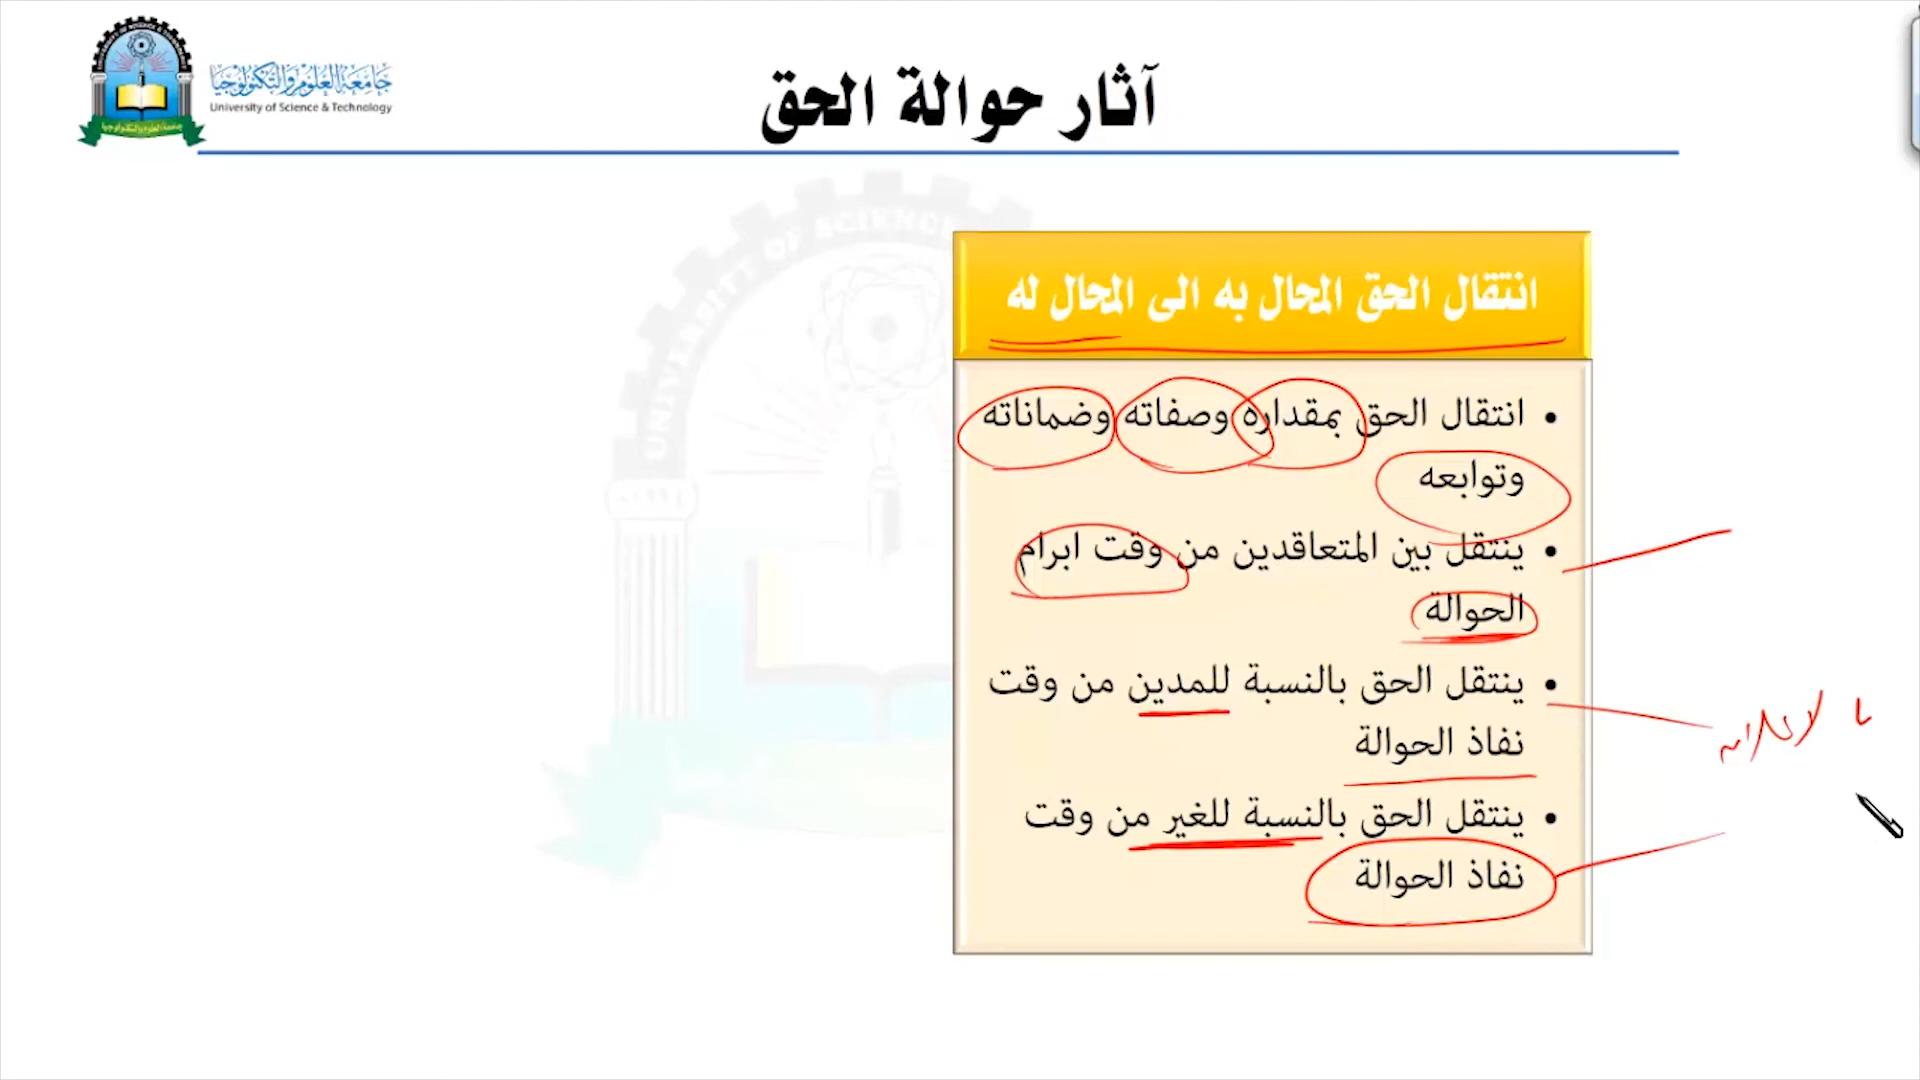 جامعة العلوم والتكنولوجيا
University of Science & Technology
آثار حوالة الحق
انتقال الحق المحال به الى المحال له
• انتقال الحق بمقداره وصفاته وضماناته
وتوابعه
• ينتقل بين المتعاقدين من وقت ابرام
الحوالة
• ينتقل الحق بالنسبة للمدين من وقت
نفاذ الحوالة
• ينتقل الحق بالنسبة للغير من وقت
نفاذ الحوالة